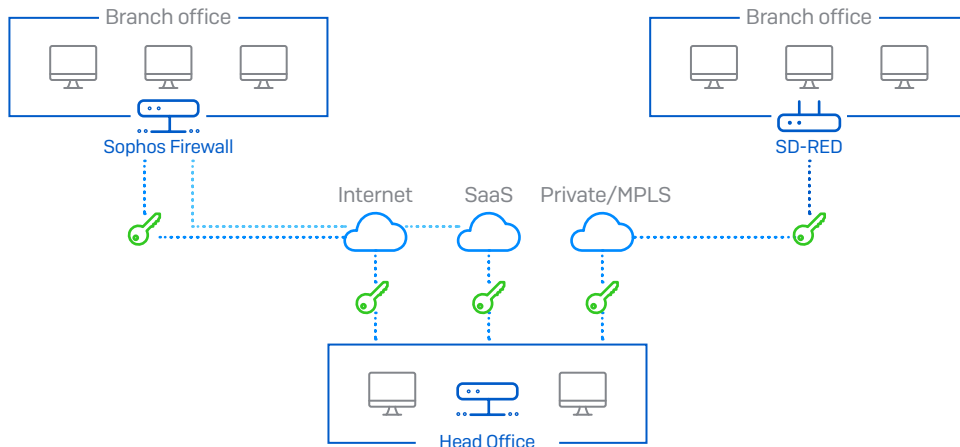 Branch office
Branch office
Sophos Firewall
SD-RED
Internet
SaaS
Private/MPLS
Head Office